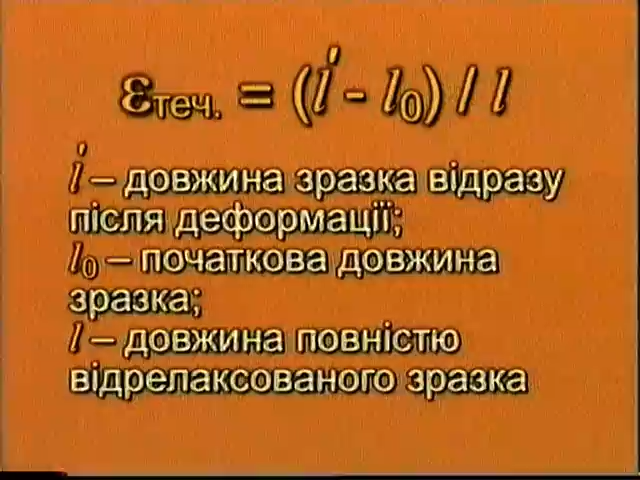 εтеч. = (l' - l₀) / l
l' – довжина зразка відразу
після деформації;
l₀ – початкова довжина
зразка;
l – довжина повністю
відрелаксованого зразка